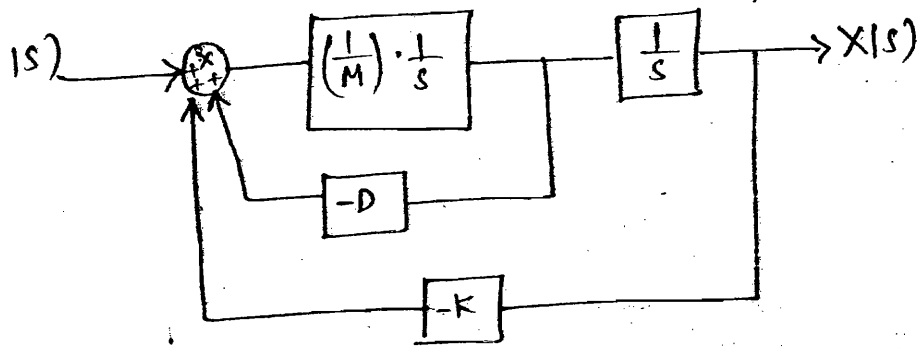 |S) (1/M) · 1/S 1/S X(S)
+ + +
-D
-K